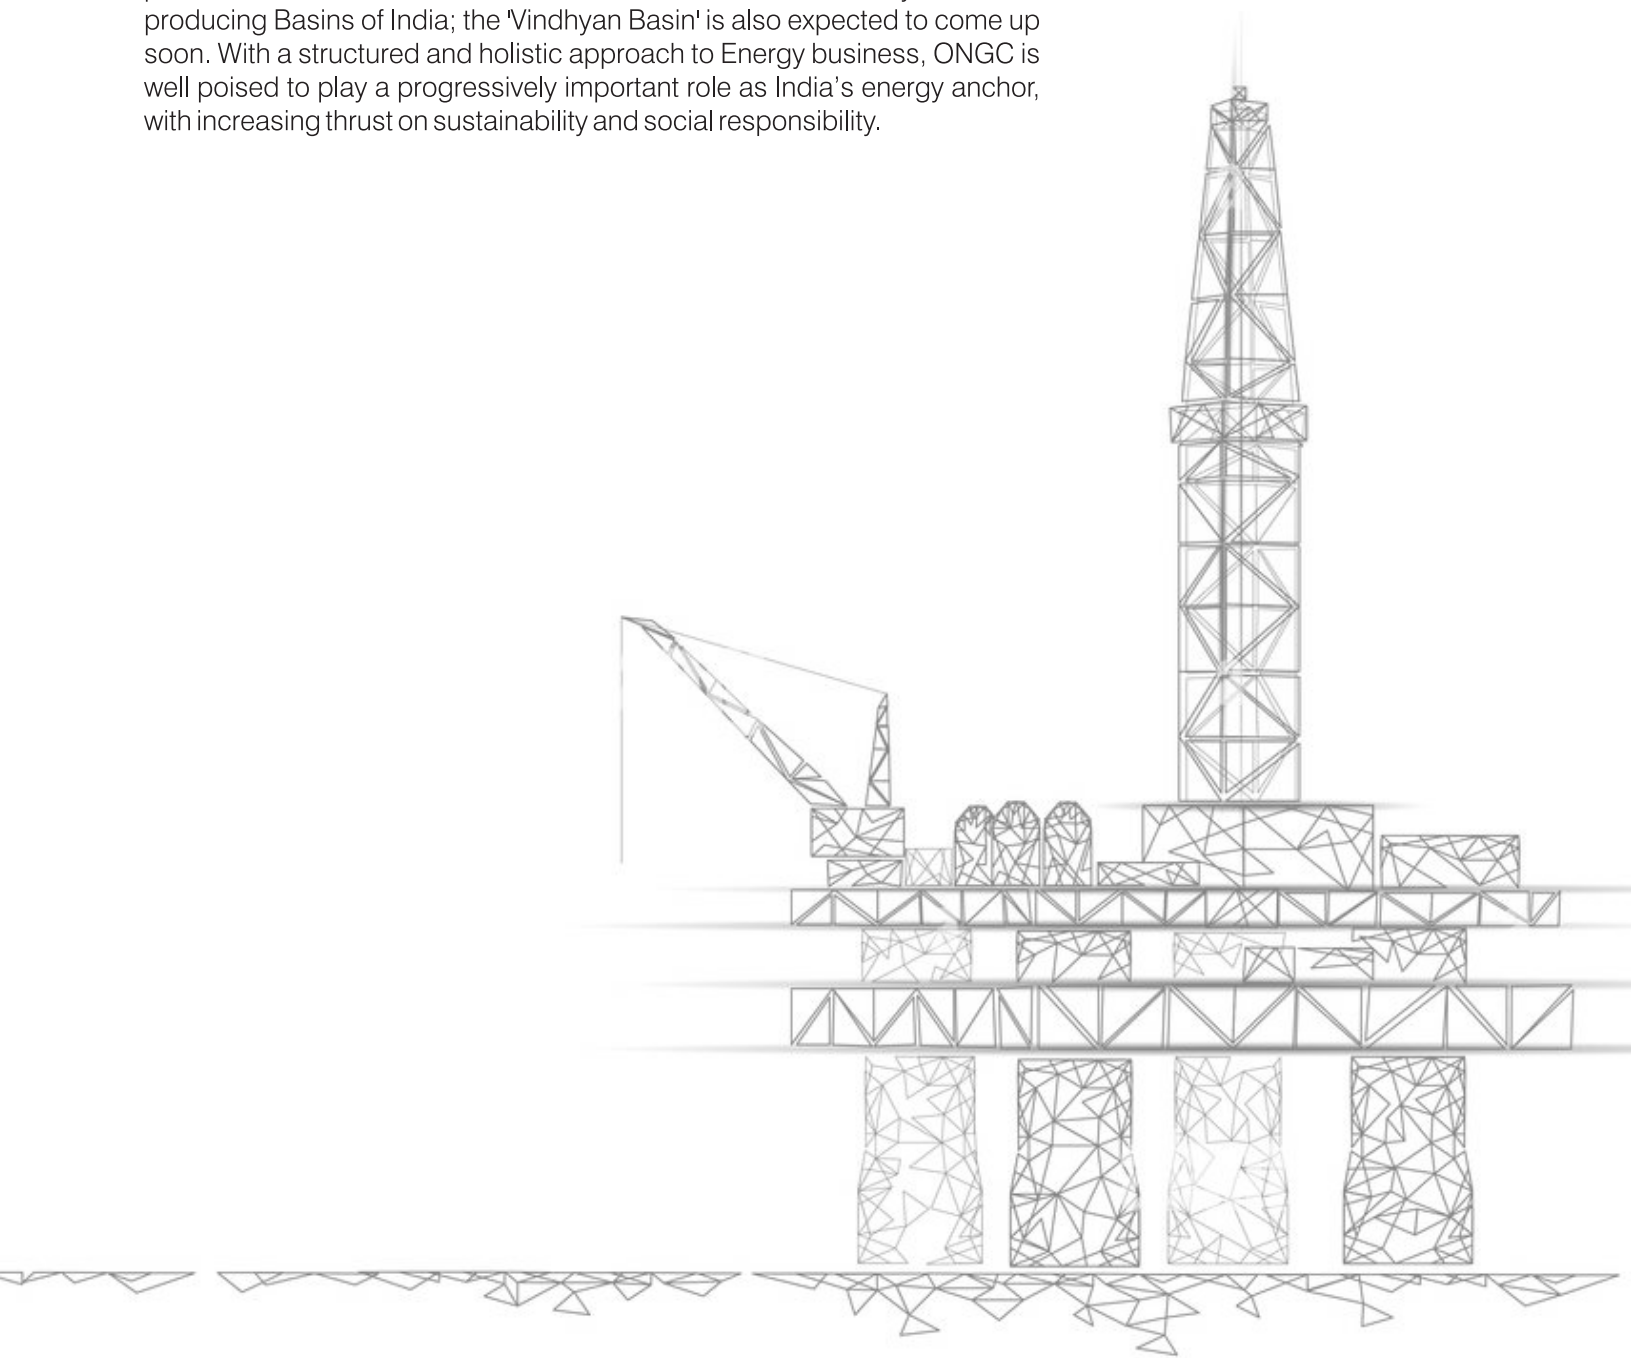 producing Basins of India; the 'Vindhyan Basin' is also expected to come up
soon. With a structured and holistic approach to Energy business, ONGC is
well poised to play a progressively important role as India’s energy anchor,
with increasing thrust on sustainability and social responsibility.